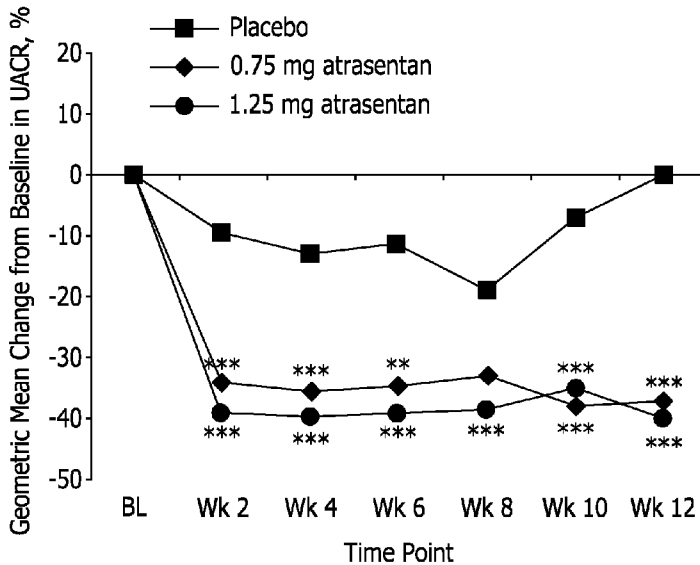 Placebo
0.75 mg atrasentan
1.25 mg atrasentan
Geometric Mean Change from Baseline in UACR, %
20
10
0
-10
-20
-30
-40
-50
*** *** ** *** ***
*** *** *** *** *** ***
BL Wk 2 Wk 4 Wk 6 Wk 8 Wk 10 Wk 12
Time Point